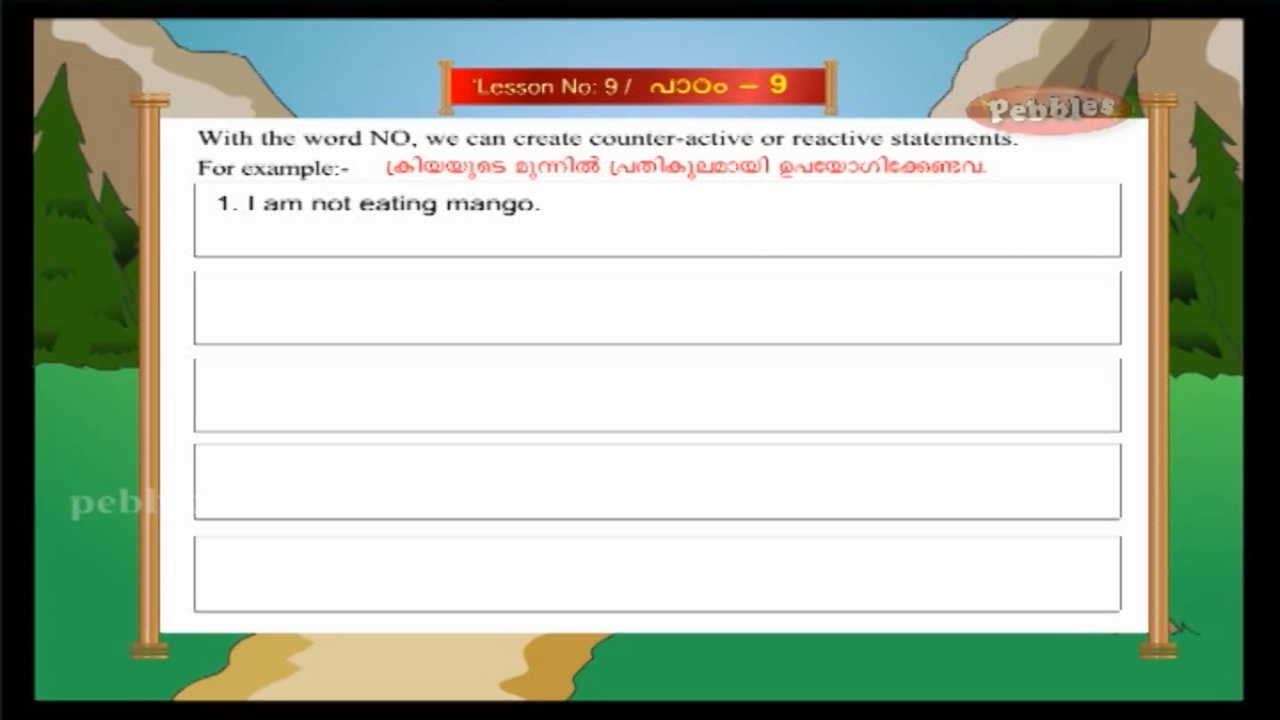 'Lesson No: 9 / പാഠം – 9
Pebbles
With the word NO, we can create counter-active or reactive statements.
For example:- ക്രിയയുടെ മുന്നിൽ പ്രതികൂലമായി ഉപയോഗിക്കേണ്ടവ.
1. I am not eating mango.